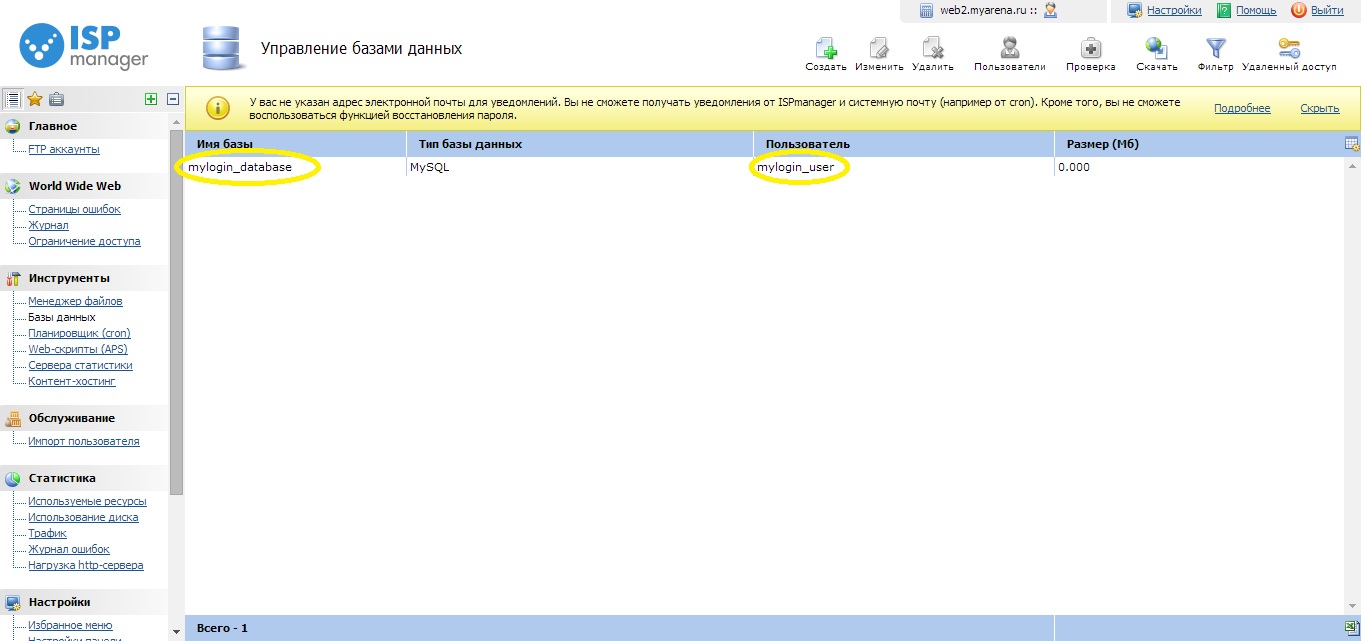 web2.myarena.ru ::
Настройки
Помощь
Выйти
ISP
manager
Управление базами данных
Создать
Изменить
Удалить
Пользователи
Проверка
Скачать
Фильтр
Удаленный доступ
У вас не указан адрес электронной почты для уведомлений. Вы не сможете получать уведомления от ISPmanager и системную почту (например от cron). Кроме того, вы не сможете
воспользоваться функцией восстановления пароля.
Подробнее
Скрыть
Главное
FTP аккаунты
World Wide Web
Страницы ошибок
Журнал
Ограничение доступа
Инструменты
Менеджер файлов
Базы данных
Планировщик (cron)
Web-скрипты (APS)
Сервера статистики
Контент-хостинг
Обслуживание
Импорт пользователя
Статистика
Используемые ресурсы
Использование диска
Трафик
Журнал ошибок
Нагрузка http-сервера
Настройки
Избранное меню
Настройки панели
Имя базы
Тип базы данных
Пользователь
Размер (Мб)
mylogin_database
MySQL
mylogin_user
0.000
Всего - 1